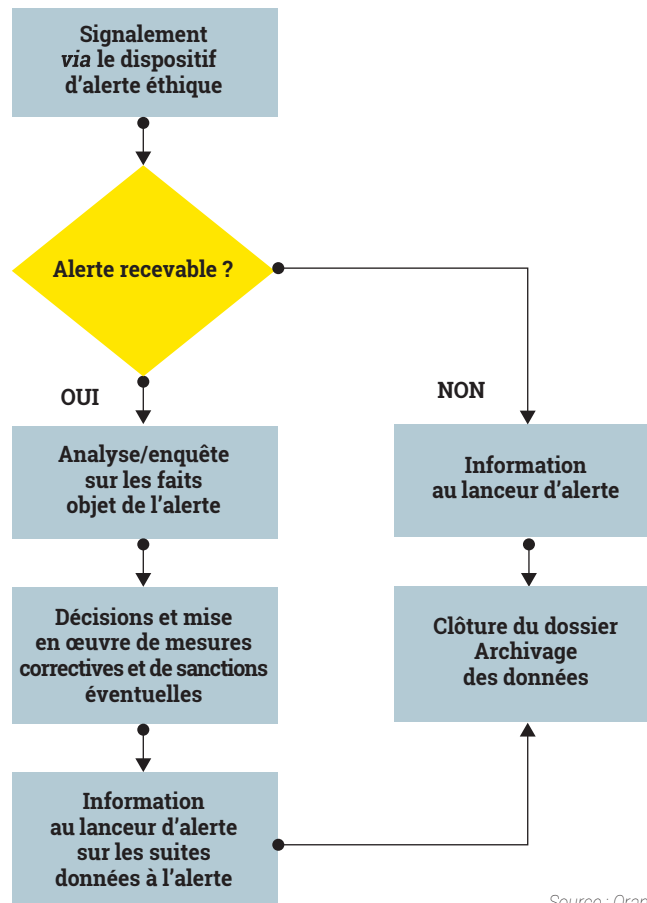 Signalement
via le dispositif
d’alerte éthique
Alerte recevable ?
OUI
NON
Analyse/enquête
sur les faits
objet de l’alerte
Information
au lanceur d’alerte
Décisions et mise
en œuvre de mesures
correctives et de sanctions
éventuelles
Clôture du dossier
Archivage
des données
Information
au lanceur d’alerte
sur les suites
données à l’alerte
Source :